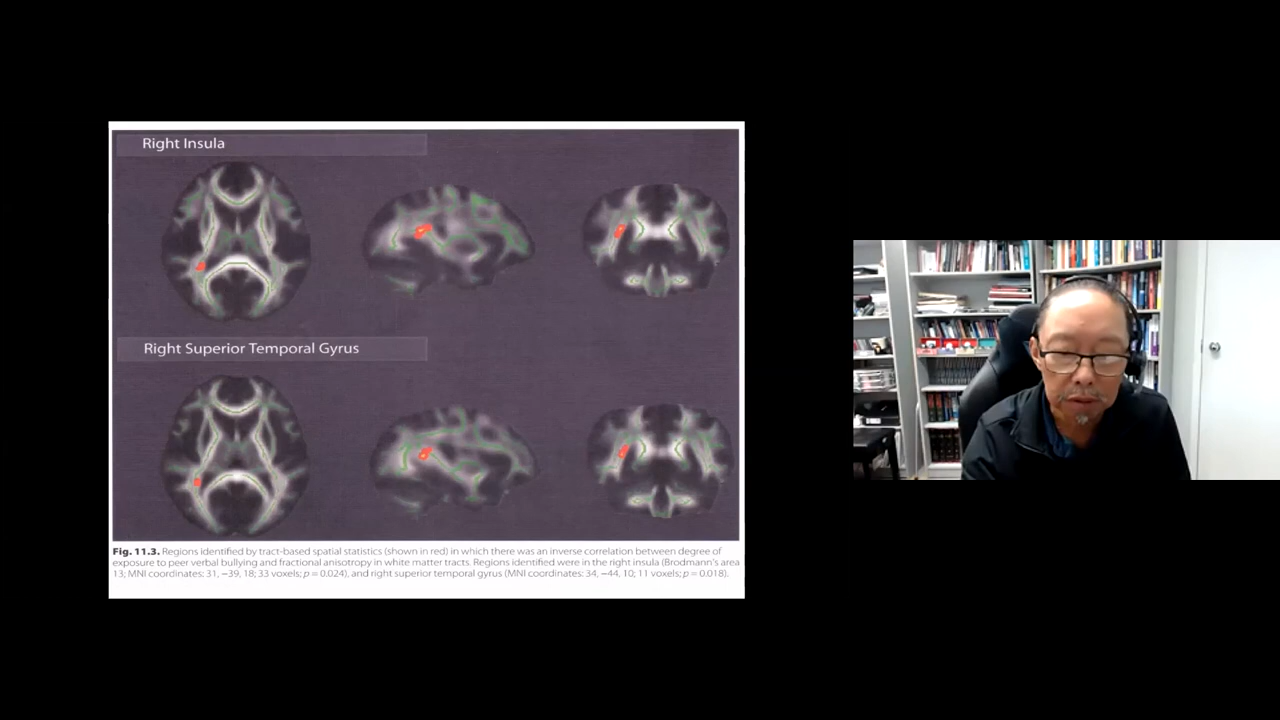 Right Insula
Right Superior Temporal Gyrus
Fig. 11.3. Regions identified by tract-based spatial statistics (shown in red) in which there was an inverse correlation between degree of
exposure to peer verbal bullying and fractional anisotropy in white matter tracts. Regions identified were in the right insula (Brodmann's area
13; MNI coordinates: 31, −39, 18; 33 voxels; p = 0.024), and right superior temporal gyrus (MNI coordinates: 34, −44, 10; 11 voxels; p = 0.018).